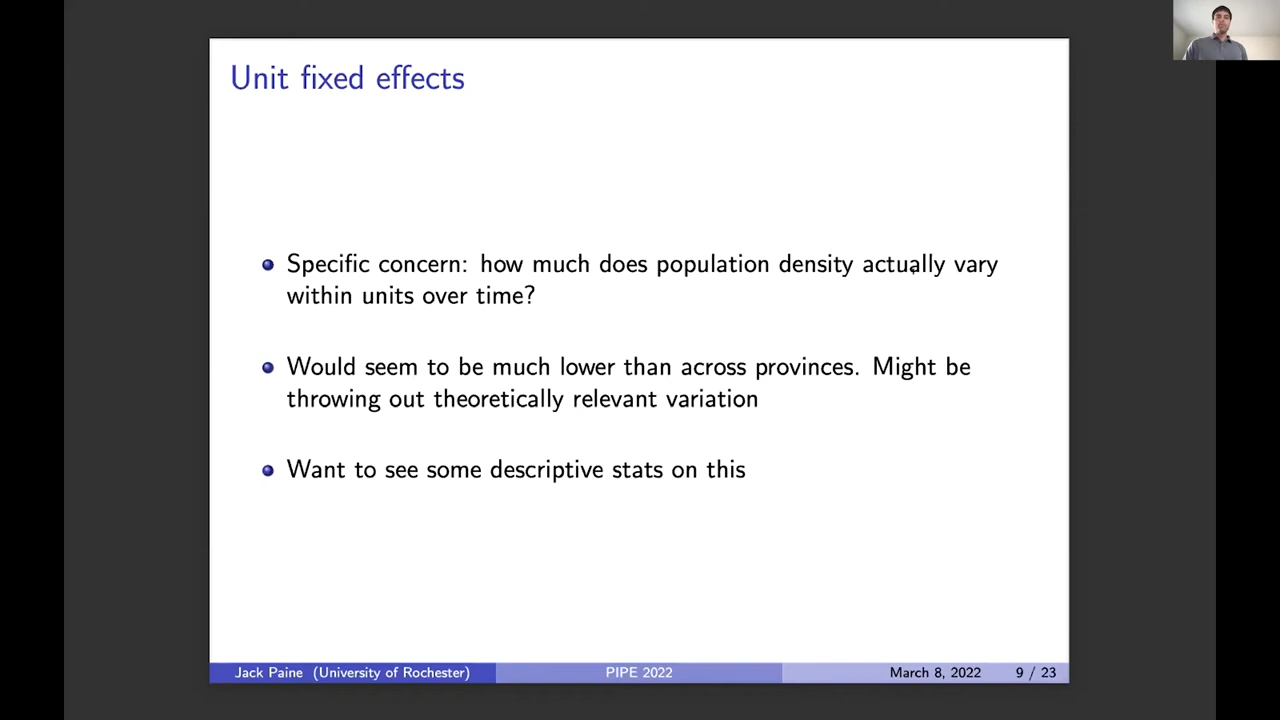 Unit fixed effects
Specific concern: how much does population density actually vary
within units over time?
Would seem to be much lower than across provinces. Might be
throwing out theoretically relevant variation
Want to see some descriptive stats on this
Jack Paine (University of Rochester) PIPE 2022 March 8, 2022 9 / 23